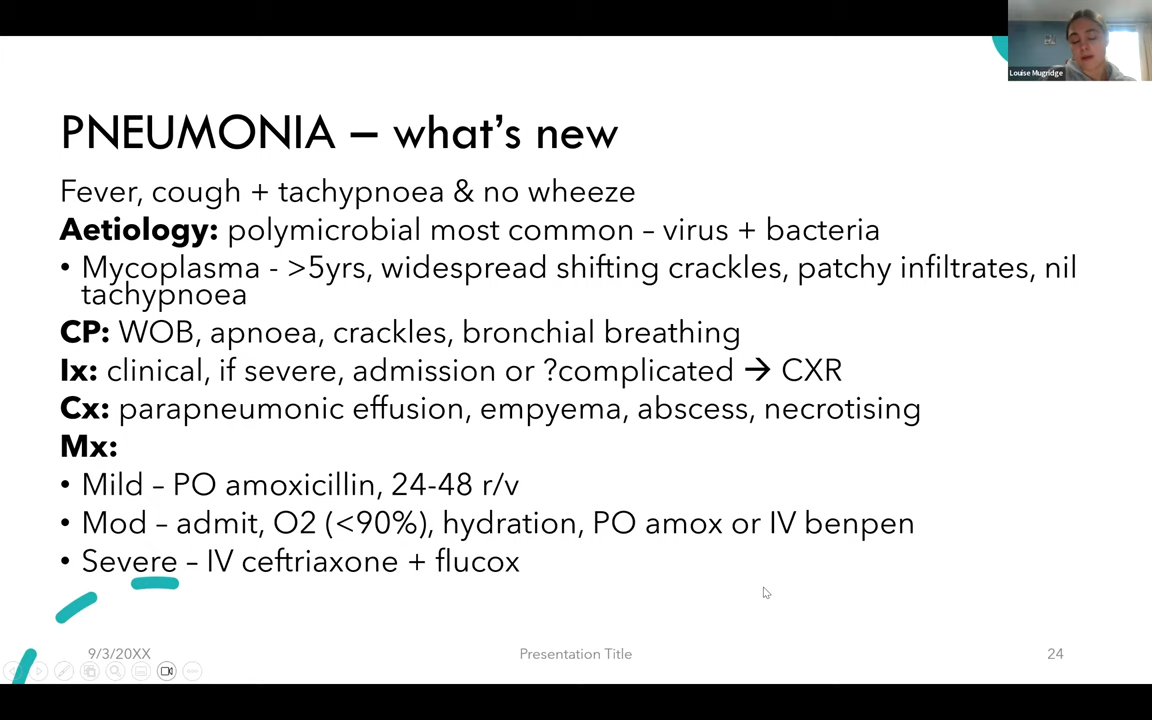 Louise Mugridge
PNEUMONIA – what's new
Fever, cough + tachypnoea & no wheeze
Aetiology: polymicrobial most common – virus + bacteria
• Mycoplasma - >5yrs, widespread shifting crackles, patchy infiltrates, nil
tachypnoea
CP: WOB, apnoea, crackles, bronchial breathing
Ix: clinical, if severe, admission or ?complicated → CXR
Cx: parapneumonic effusion, empyema, abscess, necrotising
Mx:
• Mild – PO amoxicillin, 24-48 r/v
• Mod – admit, O2 (<90%), hydration, PO amox or IV benpen
• Severe – IV ceftriaxone + flucox
9/3/20XX
Presentation Title
24